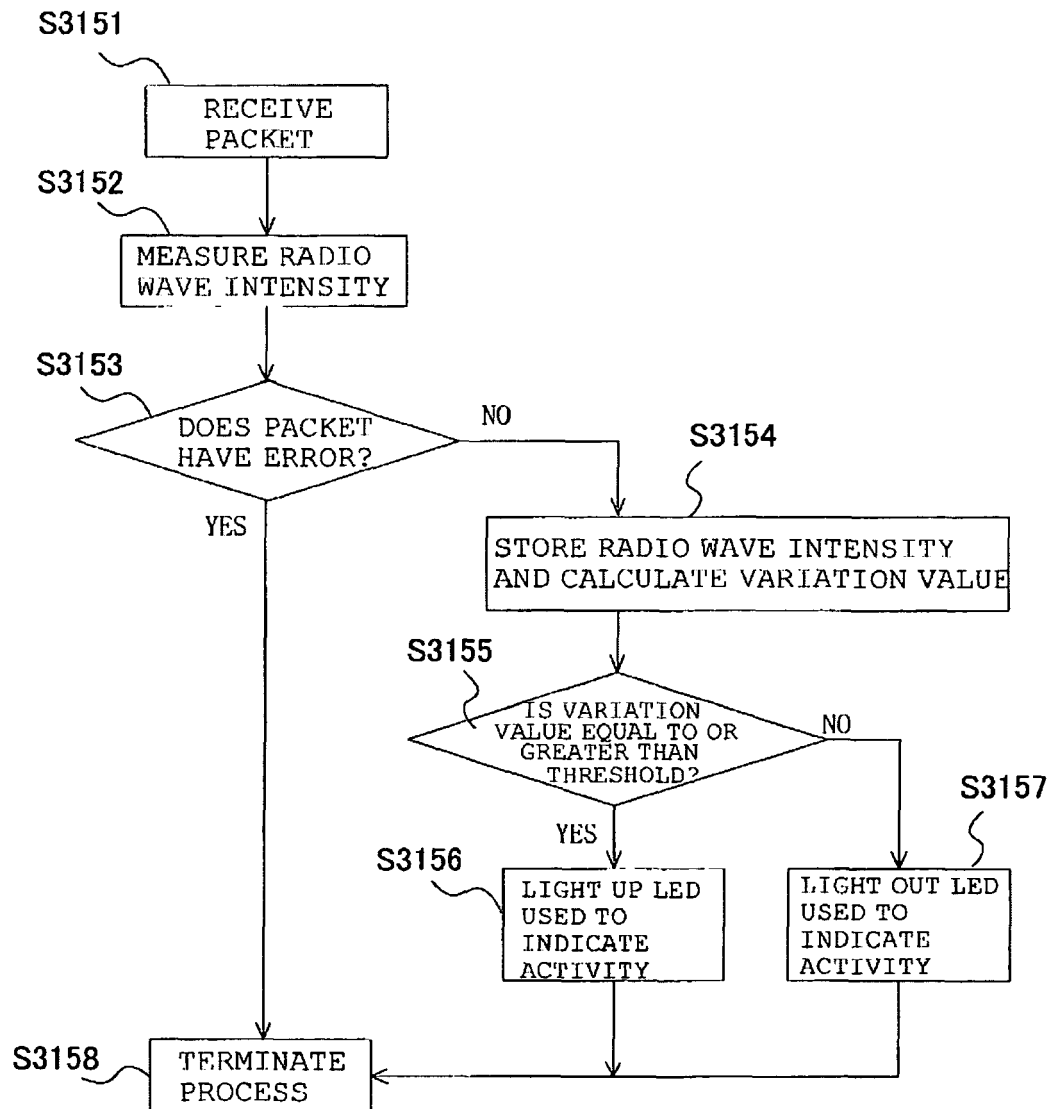 S3151
RECEIVE
PACKET
S3152
MEASURE RADIO
WAVE INTENSITY
S3153
DOES PACKET
HAVE ERROR?
NO
YES
S3154
STORE RADIO WAVE INTENSITY
AND CALCULATE VARIATION VALUE
S3155
IS VARIATION
VALUE EQUAL TO OR
GREATER THAN
THRESHOLD?
NO
YES
S3156
LIGHT UP LED
USED TO
INDICATE
ACTIVITY
S3157
LIGHT OUT LED
USED TO
INDICATE
ACTIVITY
S3158
TERMINATE
PROCESS